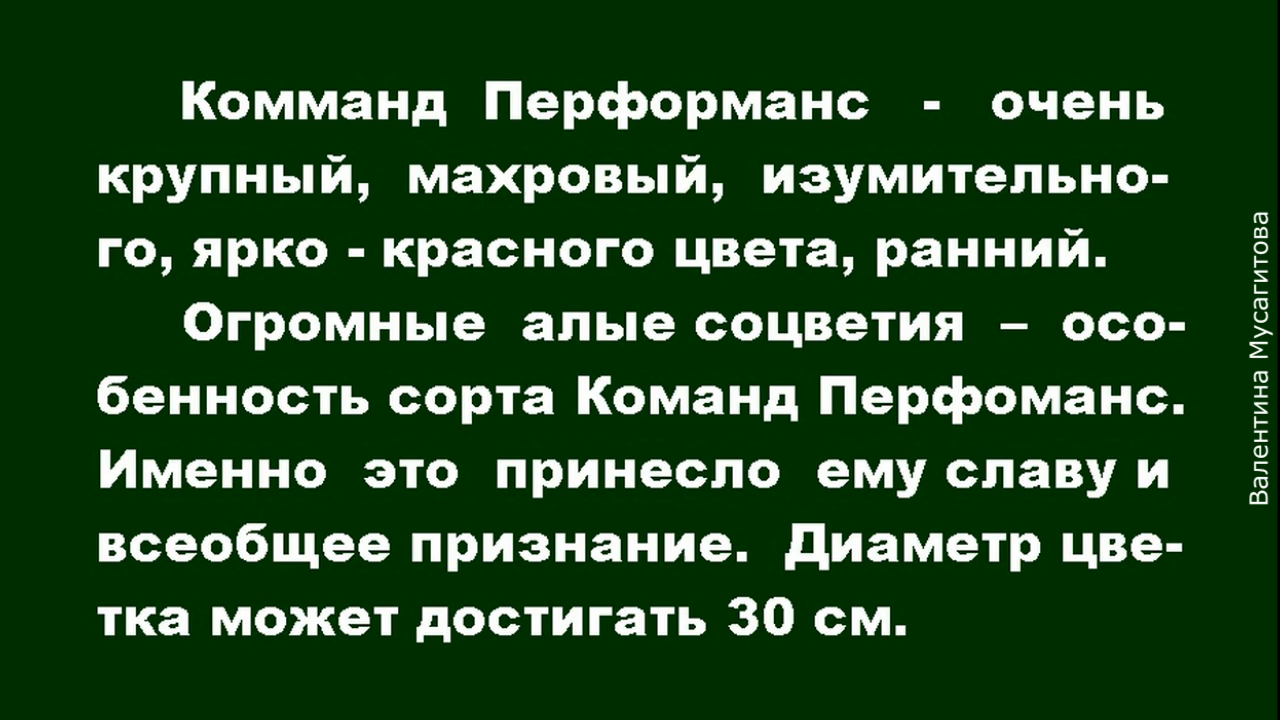 Комманд Перформанс - очень
крупный, махровый, изумительно-
го, ярко - красного цвета, ранний.
Огромные алые соцветия – осо-
бенность сорта Команд Перфоманс.
Именно это принесло ему славу и
всеобщее признание. Диаметр цве-
тка может достигать 30 см.
Валентина Мусагитова